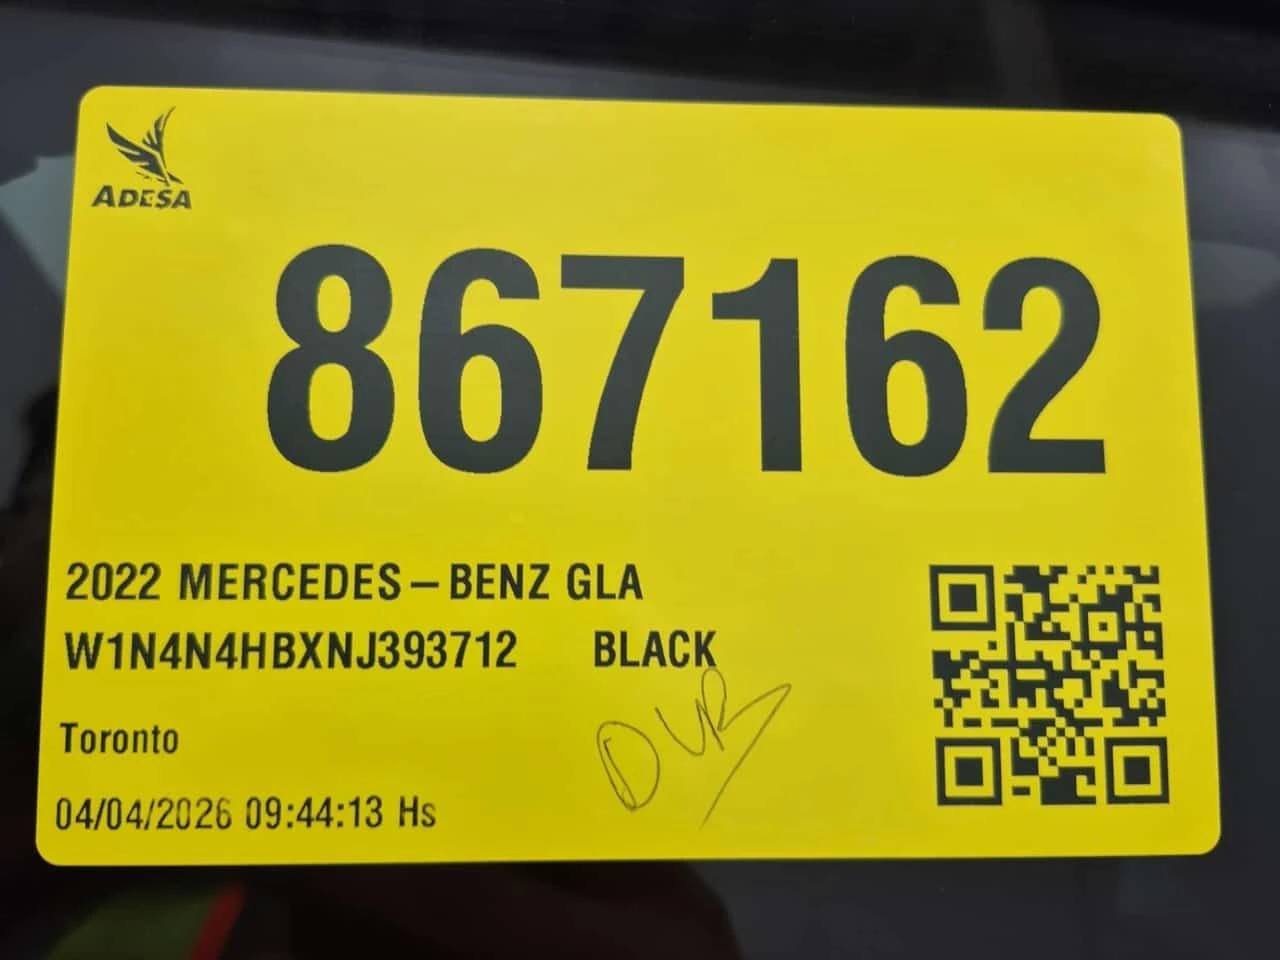 ADESA
867162
2022 MERCEDES-BENZ GLA
W1N4N4HBXNJ393712 BLACK
Toronto
04/04/2026 09:44:13 Hs